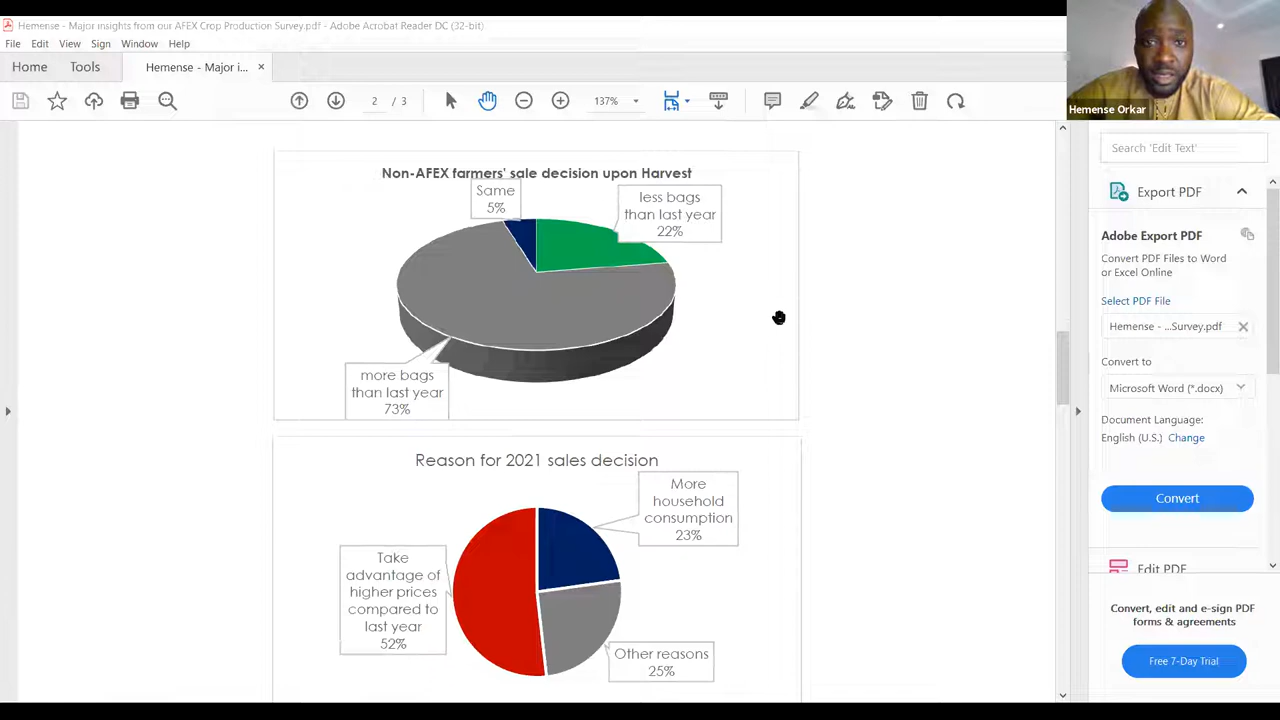 Hemense - Major insights from our AFEX Crop Production Survey.pdf - Adobe Acrobat Reader DC (32-bit)
File Edit View Sign Window Help
Home Tools Hemense - Major i... ×
2 / 3 137%
Hemense Orkar
Search 'Edit Text'
Non-AFEX farmers' sale decision upon Harvest
Same
5%
less bags
than last year
22%
more bags
than last year
73%
Reason for 2021 sales decision
More
household
consumption
23%
Take
advantage of
higher prices
compared to
last year
52%
Other reasons
25%
Export PDF
Adobe Export PDF
Convert PDF Files to Word
or Excel Online
Select PDF File
Hemense - ...Survey.pdf
Convert to
Microsoft Word (*.docx)
Document Language:
English (U.S.) Change
Convert
Edit PDF
Convert, edit and e-sign PDF
forms & agreements
Free 7-Day Trial